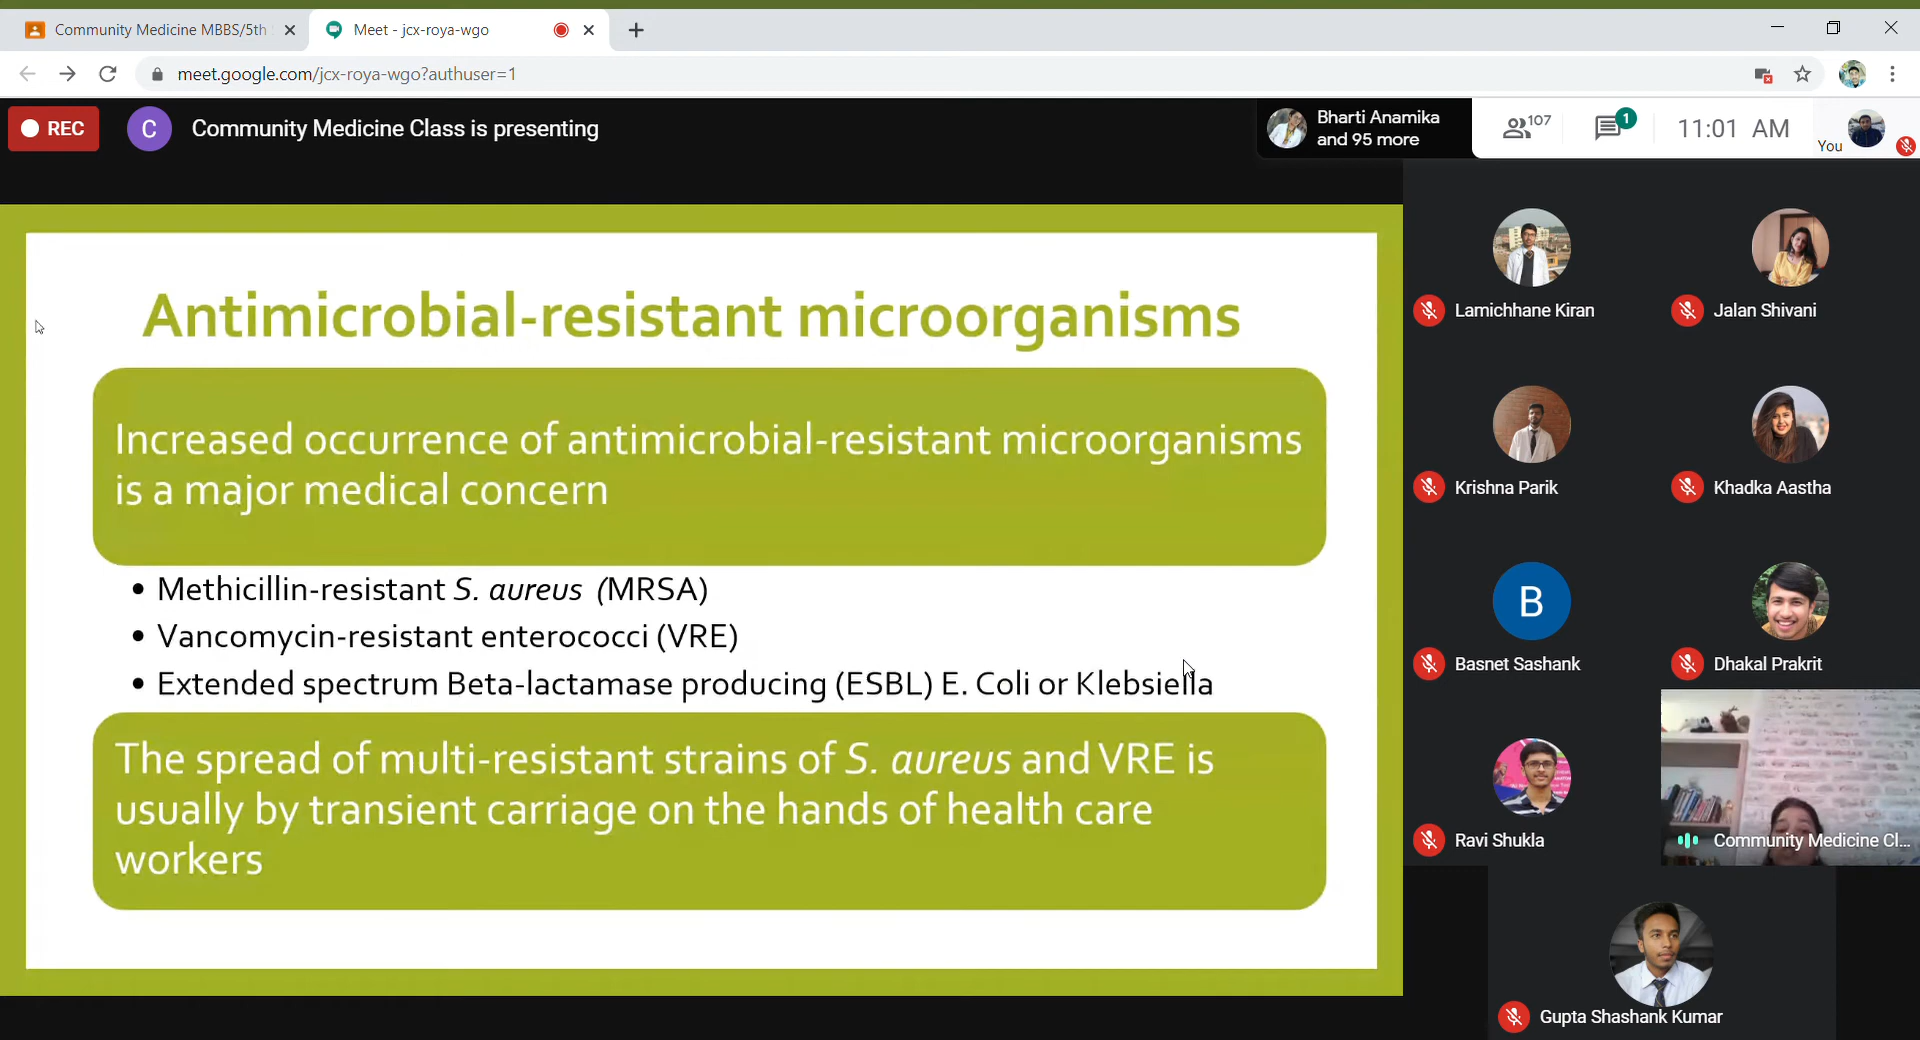 Community Medicine MBBS/5th
Meet - jcx-roya-wgo
meet.google.com/jcx-roya-wgo?authuser=1
REC
C
Community Medicine Class is presenting
Bharti Anamika
and 95 more
107
1
11:01 AM
You
Antimicrobial-resistant microorganisms
Increased occurrence of antimicrobial-resistant microorganisms
is a major medical concern
• Methicillin-resistant S. aureus (MRSA)
• Vancomycin-resistant enterococci (VRE)
• Extended spectrum Beta-lactamase producing (ESBL) E. Coli or Klebsiella
The spread of multi-resistant strains of S. aureus and VRE is
usually by transient carriage on the hands of health care
workers
Lamichhane Kiran
Jalan Shivani
Krishna Parik
Khadka Aastha
B
Basnet Sashank
Dhakal Prakrit
Ravi Shukla
Community Medicine Cl...
Gupta Shashank Kumar